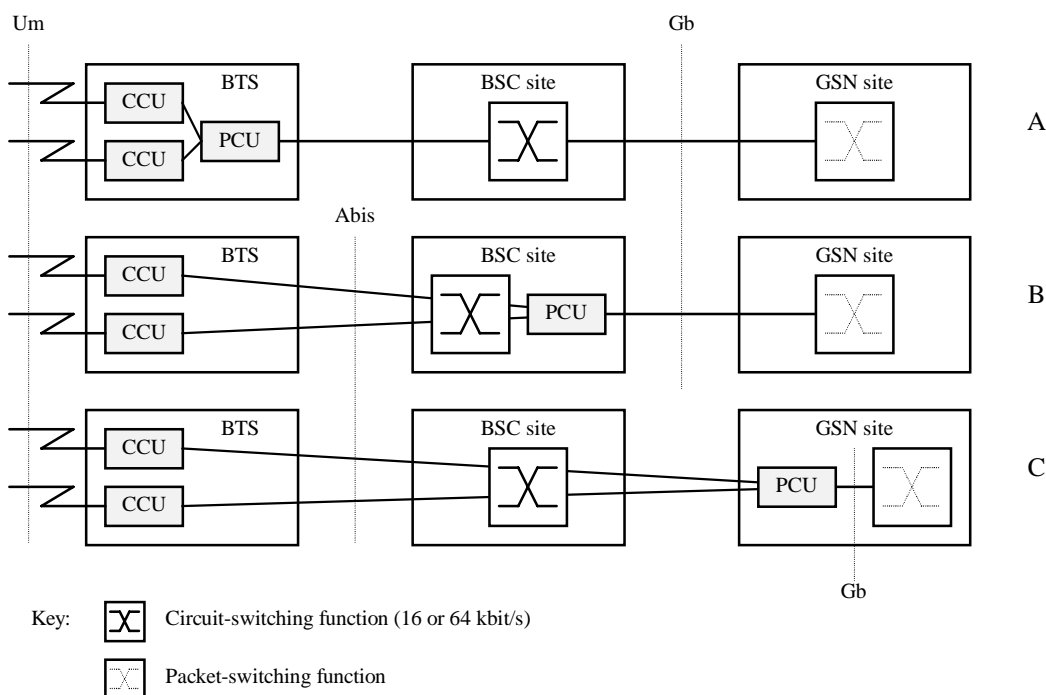 Um
Gb
BTS
BSC site
GSN site
CCU
CCU
PCU
A
Abis
BTS
BSC site
GSN site
CCU
CCU
PCU
B
BTS
BSC site
GSN site
CCU
CCU
PCU
C
Gb
Key:
Circuit-switching function (16 or 64 kbit/s)
Packet-switching function